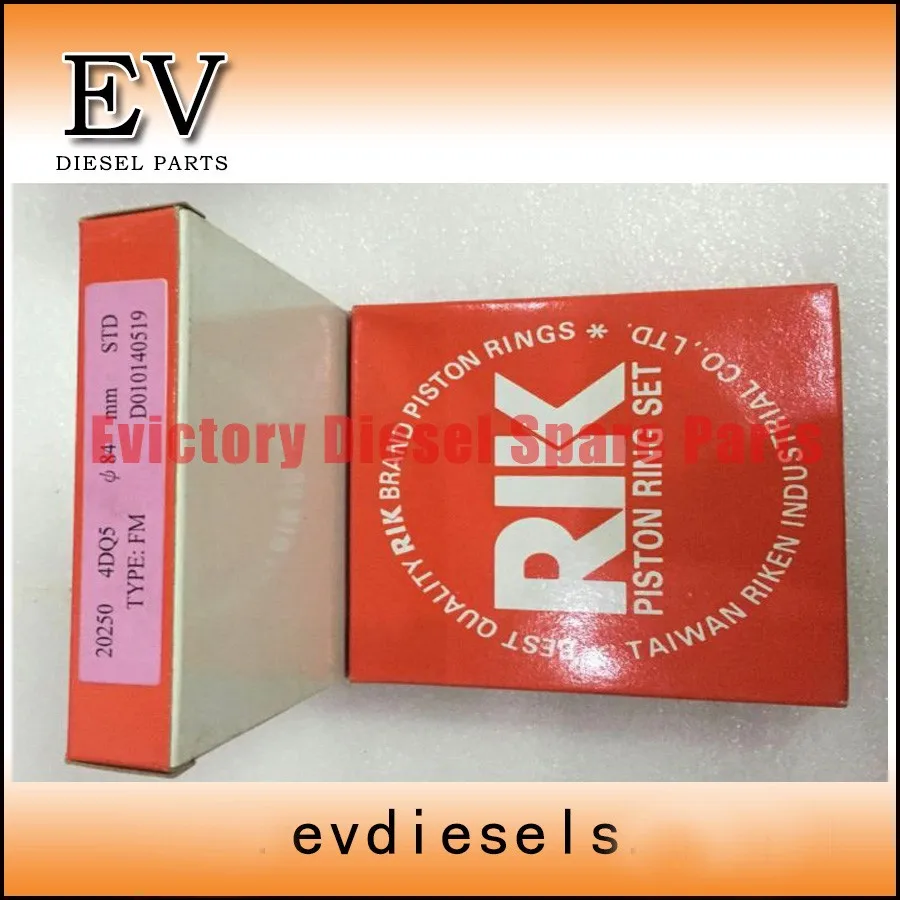 EV
DIESEL PARTS
20250 4DQ5 ψ 84 mm STD
TYPE: FM D010140519
RIK
PISTON RING SET
BEST QUALITY RIK BRAND PISTON RINGS *
TAIWAN RIKEN INDUSTRIAL CO., LTD. *
Evictory Diesel Spare Parts
evdiesels